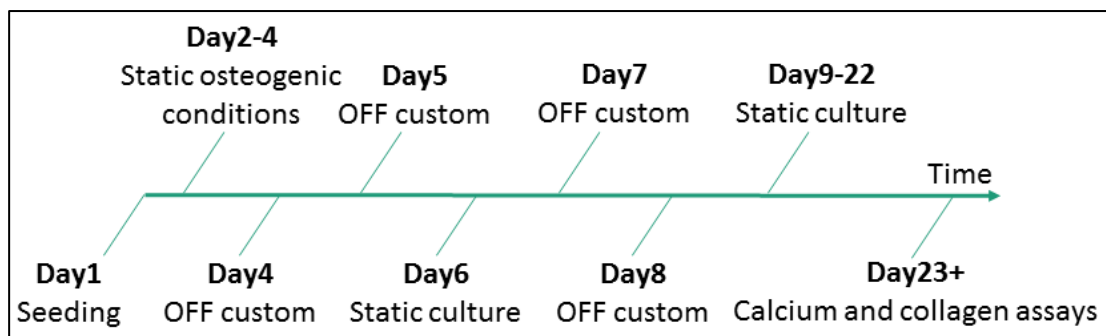 Day2-4
Static osteogenic
conditions
Day5
OFF custom
Day7
OFF custom
Day9-22
Static culture
Time
Day1
Seeding
Day4
OFF custom
Day6
Static culture
Day8
OFF custom
Day23+
Calcium and collagen assays